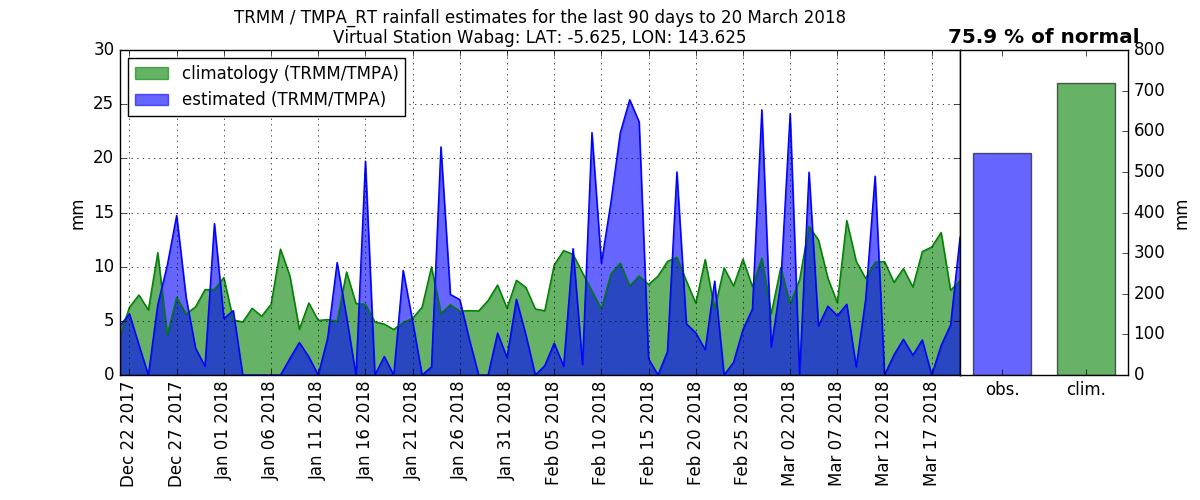 TRMM / TMPA_RT rainfall estimates for the last 90 days to 20 March 2018
Virtual Station Wabag: LAT: -5.625, LON: 143.625
75.9 % of normal
climatology (TRMM/TMPA)
estimated (TRMM/TMPA)
30
25
20
15
10
5
0
mm
800
700
600
500
400
300
200
100
0
mm
Dec 22 2017
Dec 27 2017
Jan 01 2018
Jan 06 2018
Jan 11 2018
Jan 16 2018
Jan 21 2018
Jan 26 2018
Jan 31 2018
Feb 05 2018
Feb 10 2018
Feb 15 2018
Feb 20 2018
Feb 25 2018
Mar 02 2018
Mar 07 2018
Mar 12 2018
Mar 17 2018
obs.
clim.